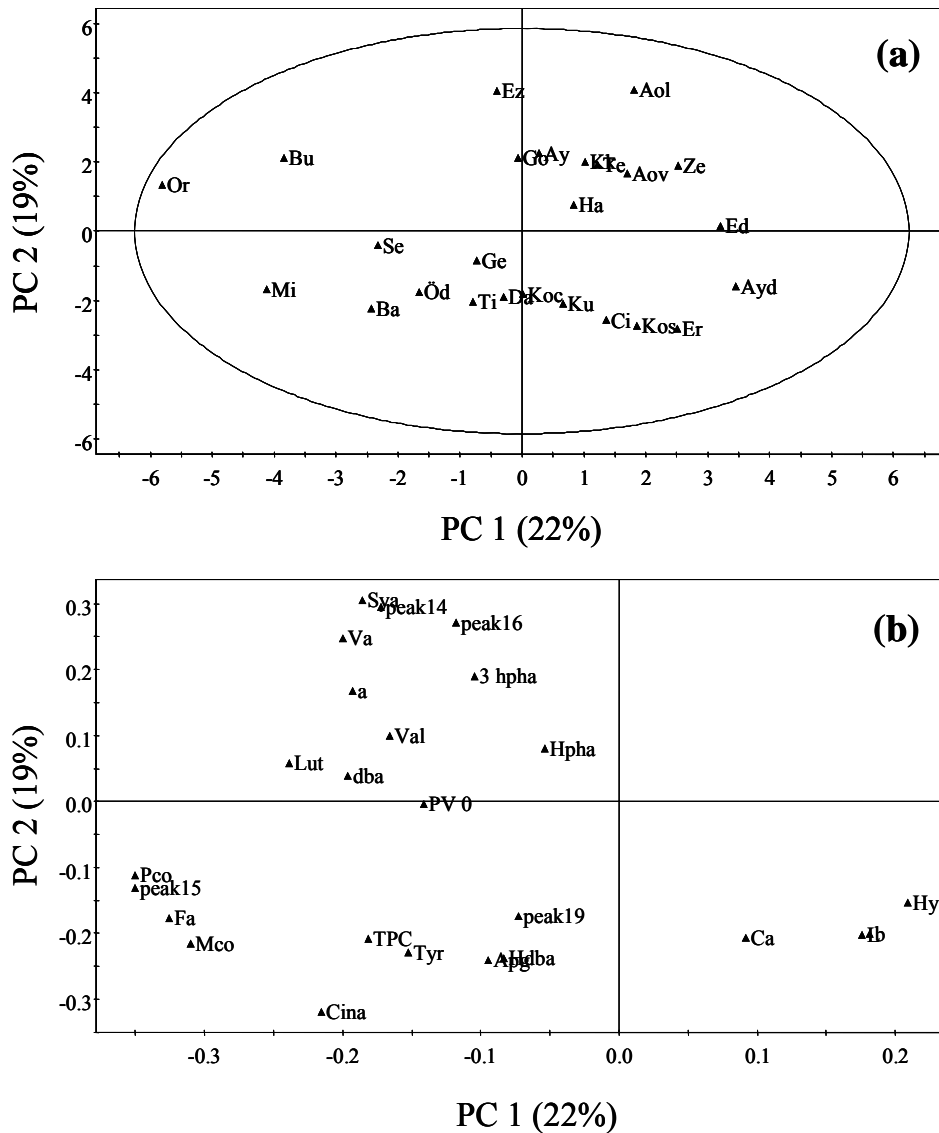 (a)
6
4
2
0
-2
-4
-6
PC 2 (19%)
Ez
Aol
Bu
Go
Ay
Te
Aov
Ze
Or
Ha
Ed
Se
Ge
Ayd
Mi
Öd
Ba
Ti
Da
Koc
Ku
Ci
Kos
Er
-6 -5 -4 -3 -2 -1 0 1 2 3 4 5 6
PC 1 (22%)
(b)
0.3
0.2
0.1
0.0
-0.1
-0.2
-0.3
PC 2 (19%)
Sya
peak14
peak16
Va
3 hpha
a
Val
Hpha
Lut
dba
PV 0
Pco
peak15
Fa
Mco
peak19
TPC
Tyr
Apg
Hdba
Cina
Ca
Hy
-0.3 -0.2 -0.1 0.0 0.1 0.2
PC 1 (22%)